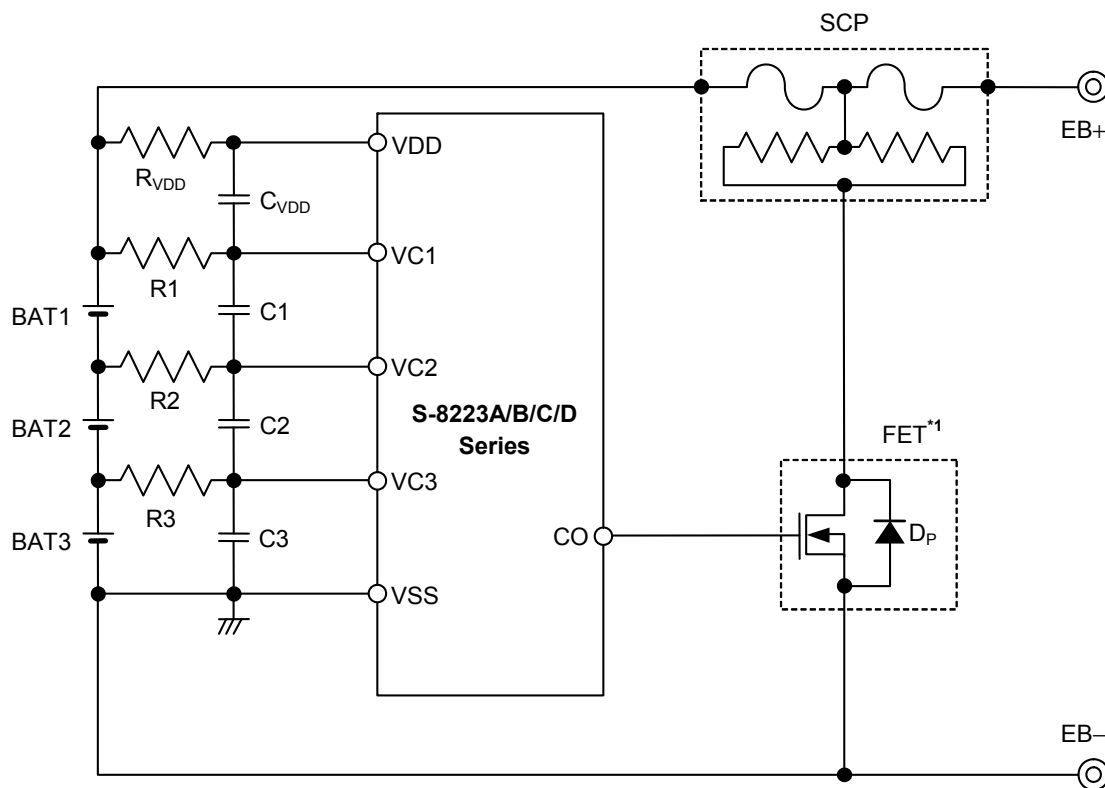 SCP
EB+
VDD
RVDD
CVDD
VC1
R1
C1
BAT1
VC2
R2
S-8223A/B/C/D
Series
C2
BAT2
FET*1
VC3
R3
C3
BAT3
CO
DP
VSS
EB−